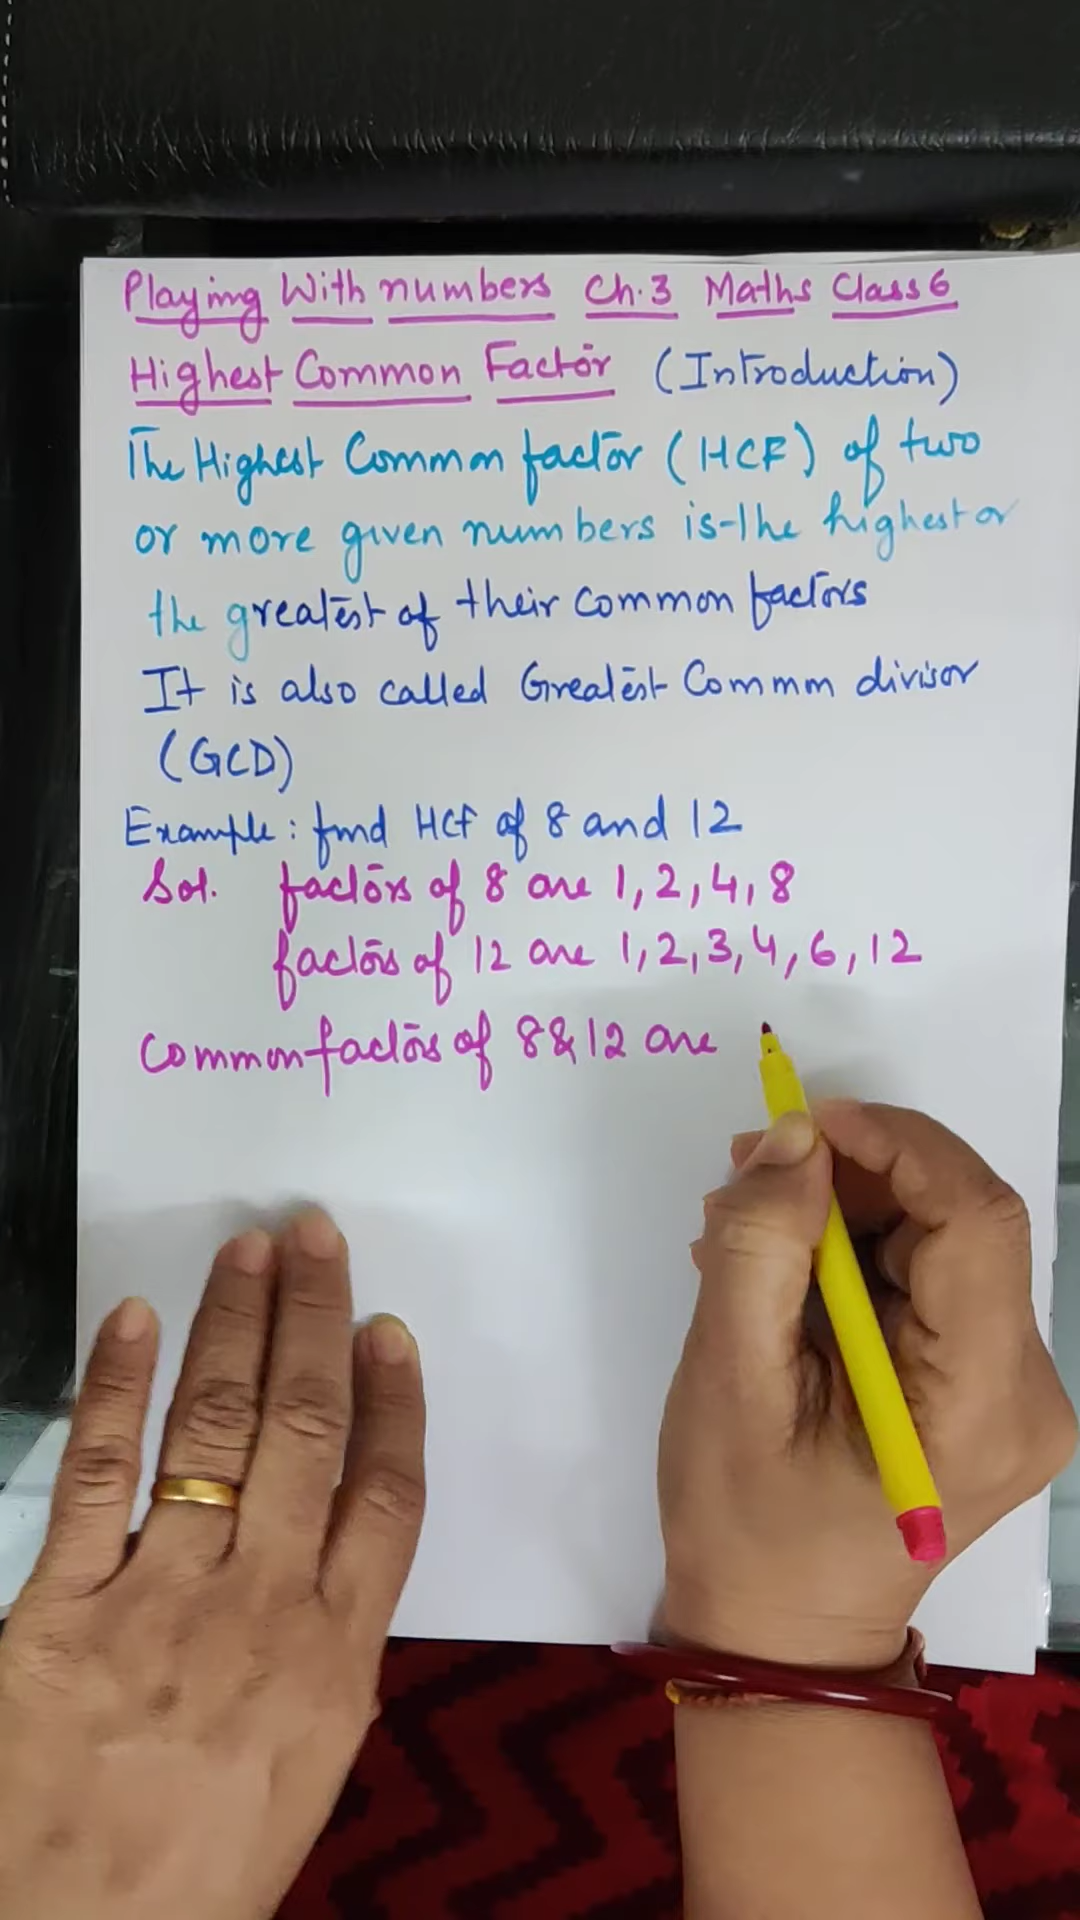 Playing With numbers Ch.3 Maths Class 6
Highest Common Factor (Introduction)
The Highest Common factor (HCF) of two
or more given numbers is the highest or
the greatest of their common factors
It is also called Greatest Common divisor
(GCD)
Example: find HCF of 8 and 12
Sol. factors of 8 are 1, 2, 4, 8
factors of 12 are 1, 2, 3, 4, 6, 12
Common factors of 8 & 12 are